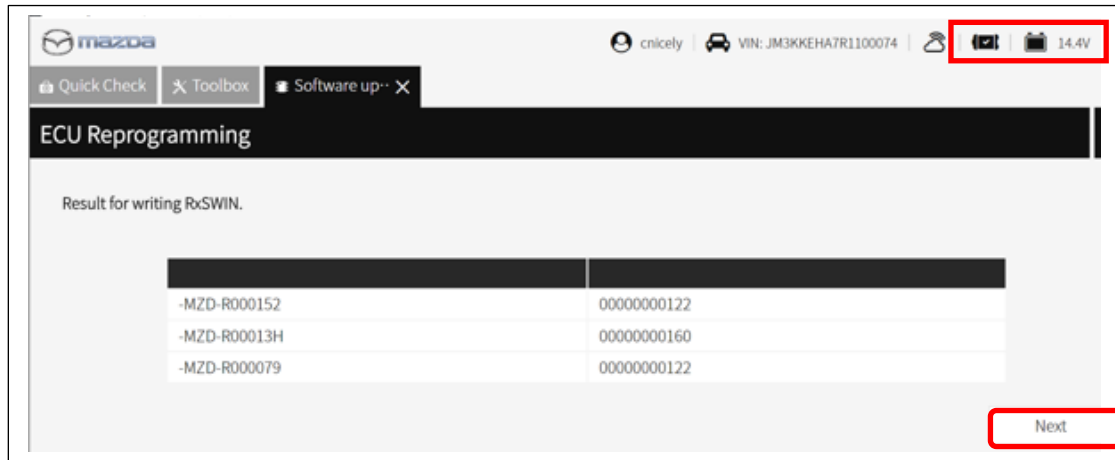 mazda cnicely VIN: JM3KKEHA7R1100074 14.4V
Quick Check Toolbox Software up·· X
ECU Reprogramming
Result for writing RxSWIN.
-MZD-R000152 00000000122
-MZD-R00013H 00000000160
-MZD-R000079 00000000122
Next